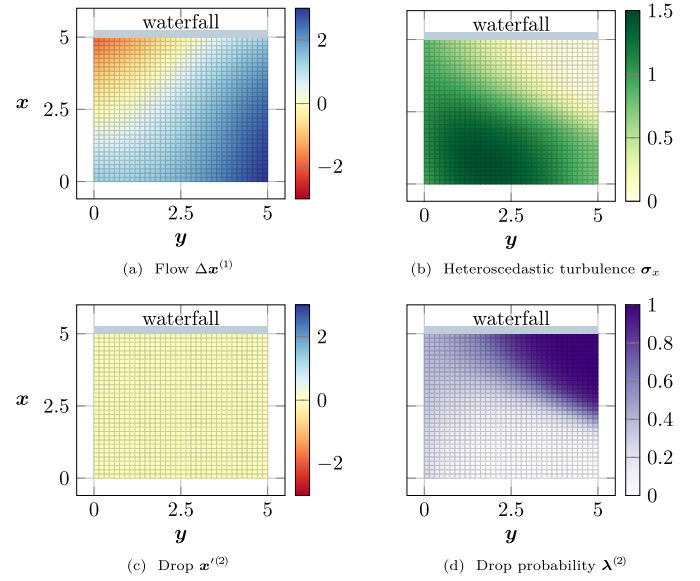 waterfall
5
2.5
0
x
0
2.5
5
y
2
0
−2
(a) Flow Δx⁽¹⁾
waterfall
0
2.5
5
y
1.5
1
0.5
0
(b) Heteroscedastic turbulence σₓ
waterfall
5
2.5
0
x
0
2.5
5
y
2
0
−2
(c) Drop x′⁽²⁾
waterfall
0
2.5
5
y
1
0.8
0.6
0.4
0.2
0
(d) Drop probability λ⁽²⁾